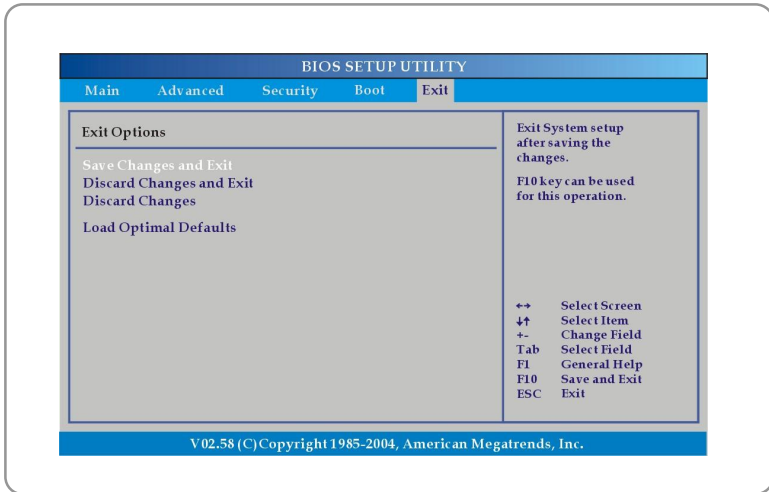 BIOS SETUP UTILITY
Main Advanced Security Boot Exit
Exit Options
Save Changes and Exit
Discard Changes and Exit
Discard Changes
Load Optimal Defaults
Exit System setup
after saving the
changes.
F10 key can be used
for this operation.
↔ Select Screen
↓↑ Select Item
+- Change Field
Tab Select Field
F1 General Help
F10 Save and Exit
ESC Exit
V02.58 (C)Copyright 1985-2004, American Megatrends, Inc.